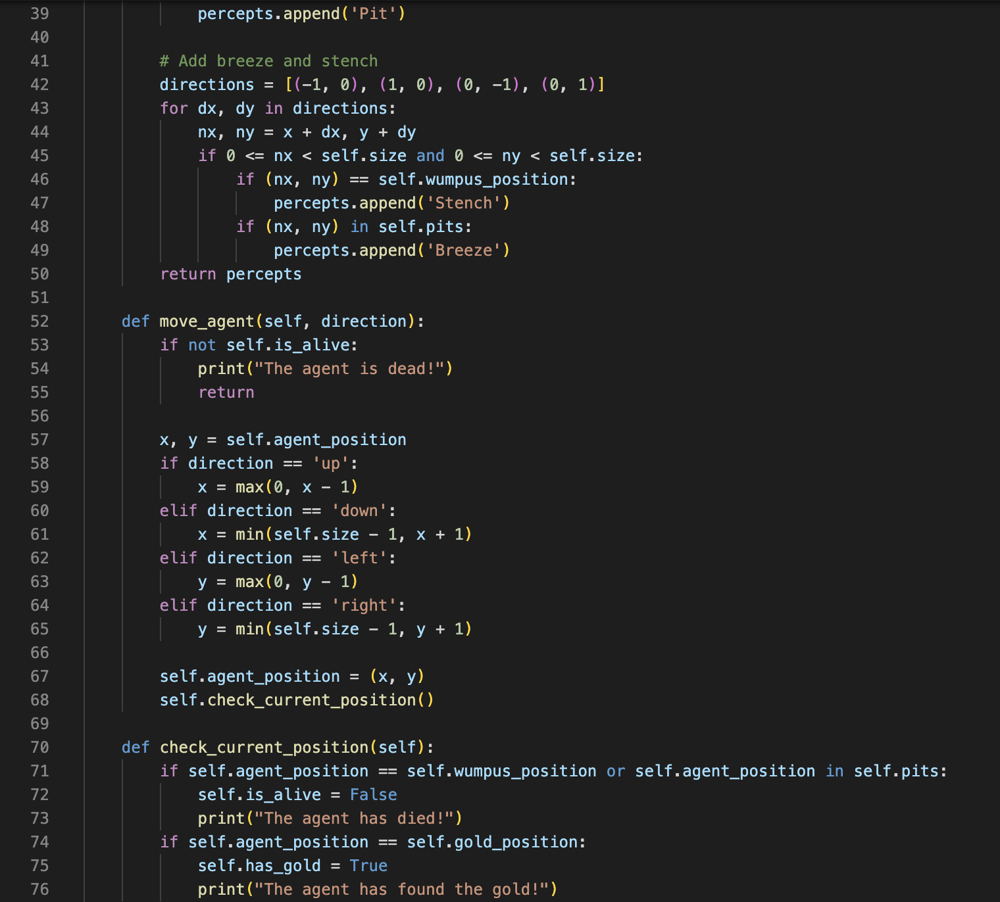 39                percepts.append('Pit')
40
41            # Add breeze and stench
42            directions = [(-1, 0), (1, 0), (0, -1), (0, 1)]
43            for dx, dy in directions:
44                nx, ny = x + dx, y + dy
45                if 0 <= nx < self.size and 0 <= ny < self.size:
46                    if (nx, ny) == self.wumpus_position:
47                        percepts.append('Stench')
48                    if (nx, ny) in self.pits:
49                        percepts.append('Breeze')
50            return percepts
51
52        def move_agent(self, direction):
53            if not self.is_alive:
54                print("The agent is dead!")
55                return
56
57            x, y = self.agent_position
58            if direction == 'up':
59                x = max(0, x - 1)
60            elif direction == 'down':
61                x = min(self.size - 1, x + 1)
62            elif direction == 'left':
63                y = max(0, y - 1)
64            elif direction == 'right':
65                y = min(self.size - 1, y + 1)
66
67            self.agent_position = (x, y)
68            self.check_current_position()
69
70        def check_current_position(self):
71            if self.agent_position == self.wumpus_position or self.agent_position in self.pits:
72                self.is_alive = False
73                print("The agent has died!")
74            if self.agent_position == self.gold_position:
75                self.has_gold = True
76                print("The agent has found the gold!")